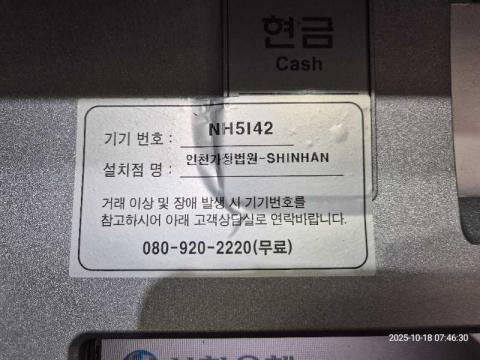 현금
Cash
기기 번호 : NH5I42
설치점 명 : 인천가정법원-SHINHAN
거래 이상 및 장애 발생 시 기기번호를
참고하시어 아래 고객상담실로 연락바랍니다.
080-920-2220(무료)
2025-10-18 07:46:30